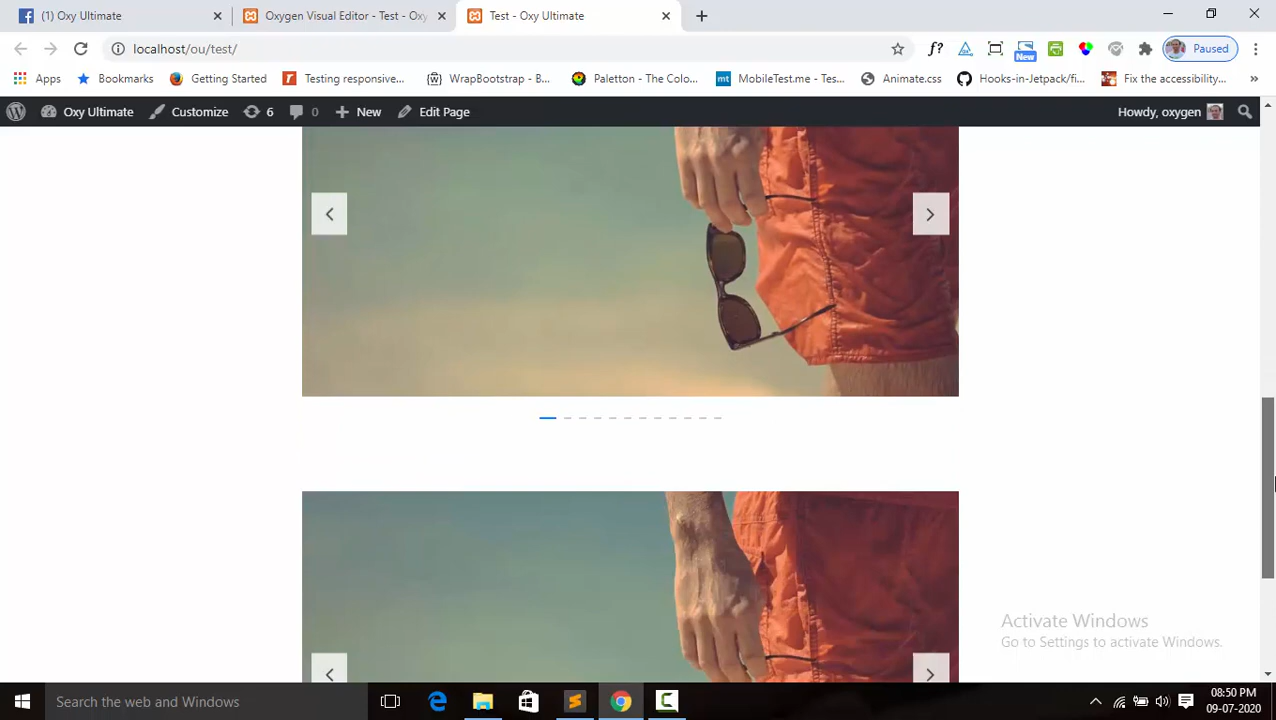 (1) Oxy Ultimate
Oxygen Visual Editor - Test - Oxy
Test - Oxy Ultimate
localhost/ou/test/
f?
New
Paused
Apps
Bookmarks
Getting Started
Testing responsive...
WrapBootstrap - B...
Paletton - The Colo...
mt MobileTest.me - Tes...
Animate.css
Hooks-in-Jetpack/fi...
Fix the accessibility...
»
Oxy Ultimate
Customize
6
0
New
Edit Page
Howdy, oxygen
Activate Windows
Go to Settings to activate Windows.
Search the web and Windows
08:50 PM
09-07-2020